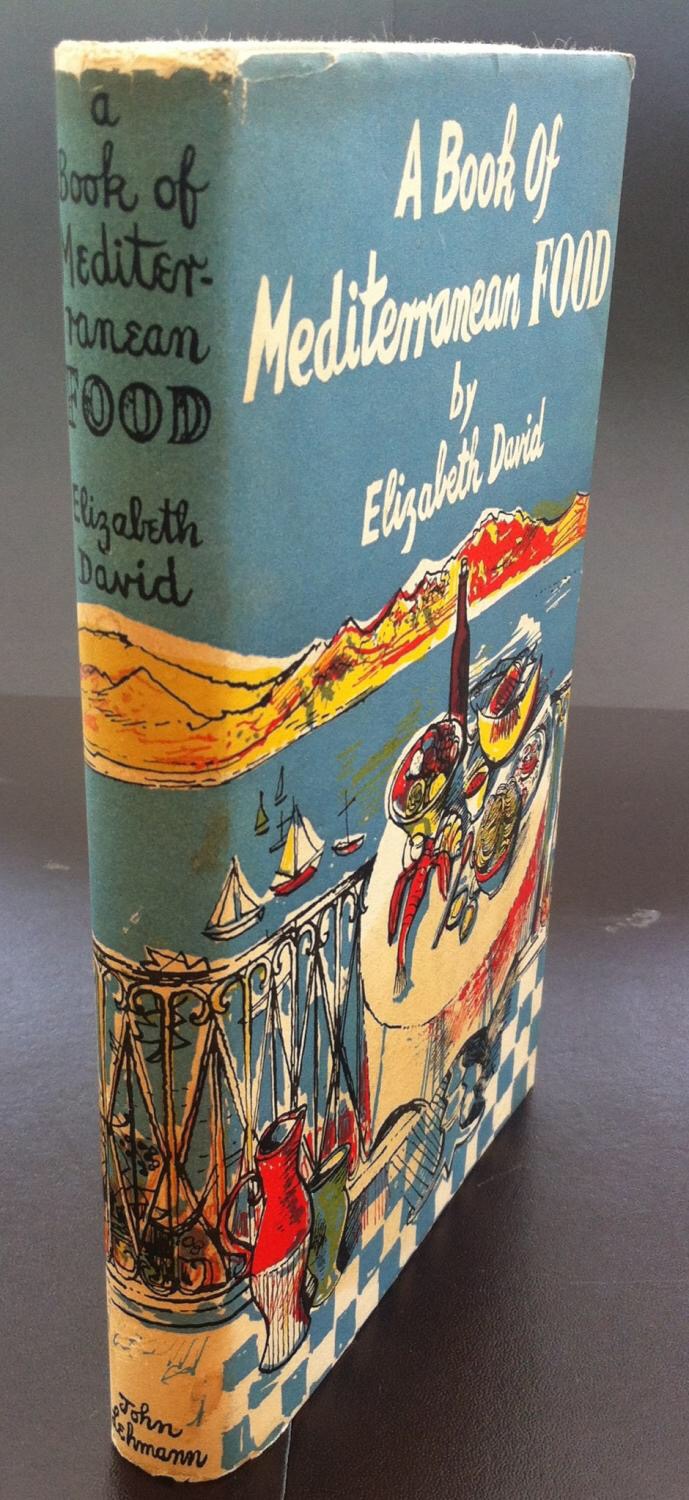 a
Book of
Mediter-
ranean
FOOD
Elizabeth
David
John
Lehmann
A Book Of
Mediterranean FOOD
by
Elizabeth David